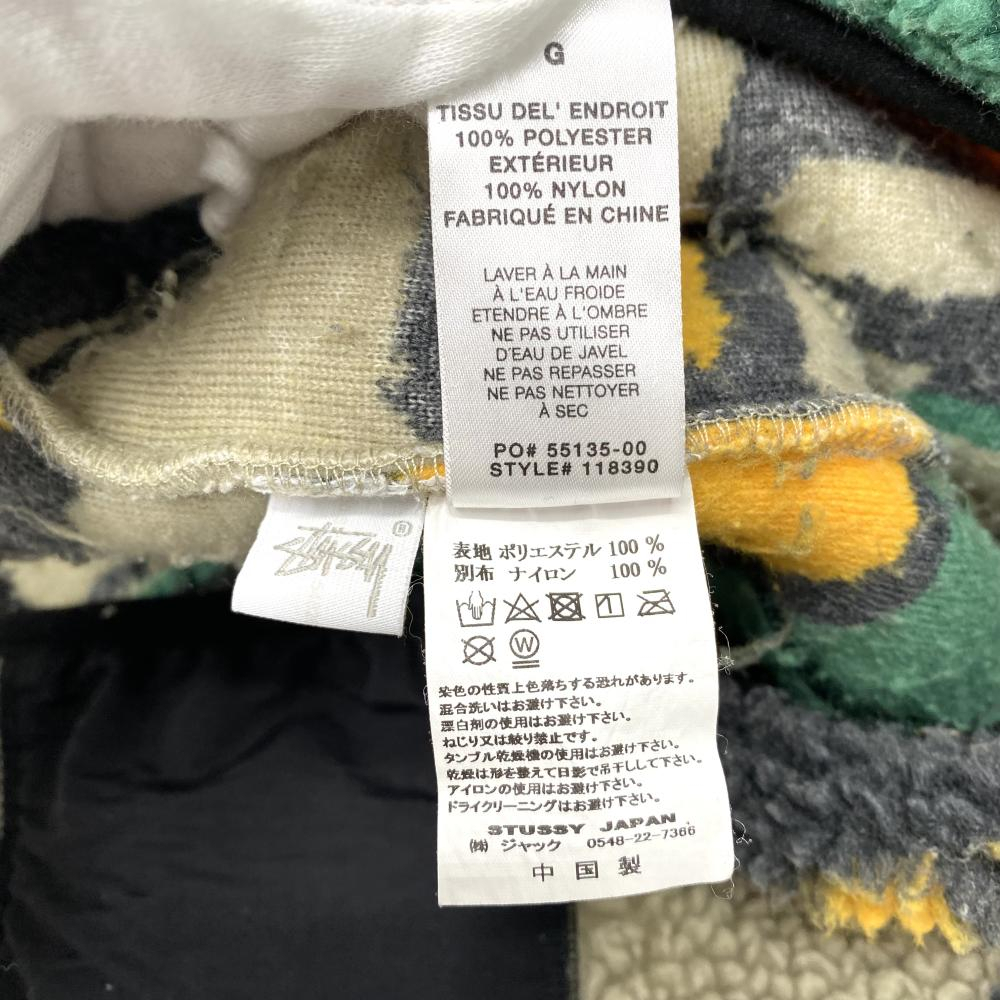 G
TISSU DEL' ENDROIT
100% POLYESTER
EXTÉRIEUR
100% NYLON
FABRIQUÉ EN CHINE
LAVER À LA MAIN
À L'EAU FROIDE
ETENDRE À L'OMBRE
NE PAS UTILISER
D'EAU DE JAVEL
NE PAS REPASSER
NE PAS NETTOYER
À SEC
PO# 55135-00
STYLE# 118390
Stüssy ®
表地 ポリエステル 100 %
別布 ナイロン 100 %
W
染色の性質上色落ちする恐れがあります。
混合洗いはお避け下さい。
漂白剤の使用はお避け下さい。
ねじり又は絞り禁止です。
タンブル乾燥機の使用はお避け下さい。
乾燥は形を整えて日影で吊干しして下さい。
アイロンの使用はお避け下さい。
ドライクリーニングはお避け下さい。
STUSSY JAPAN
㈱ ジャック 0548-22-7366
中国製